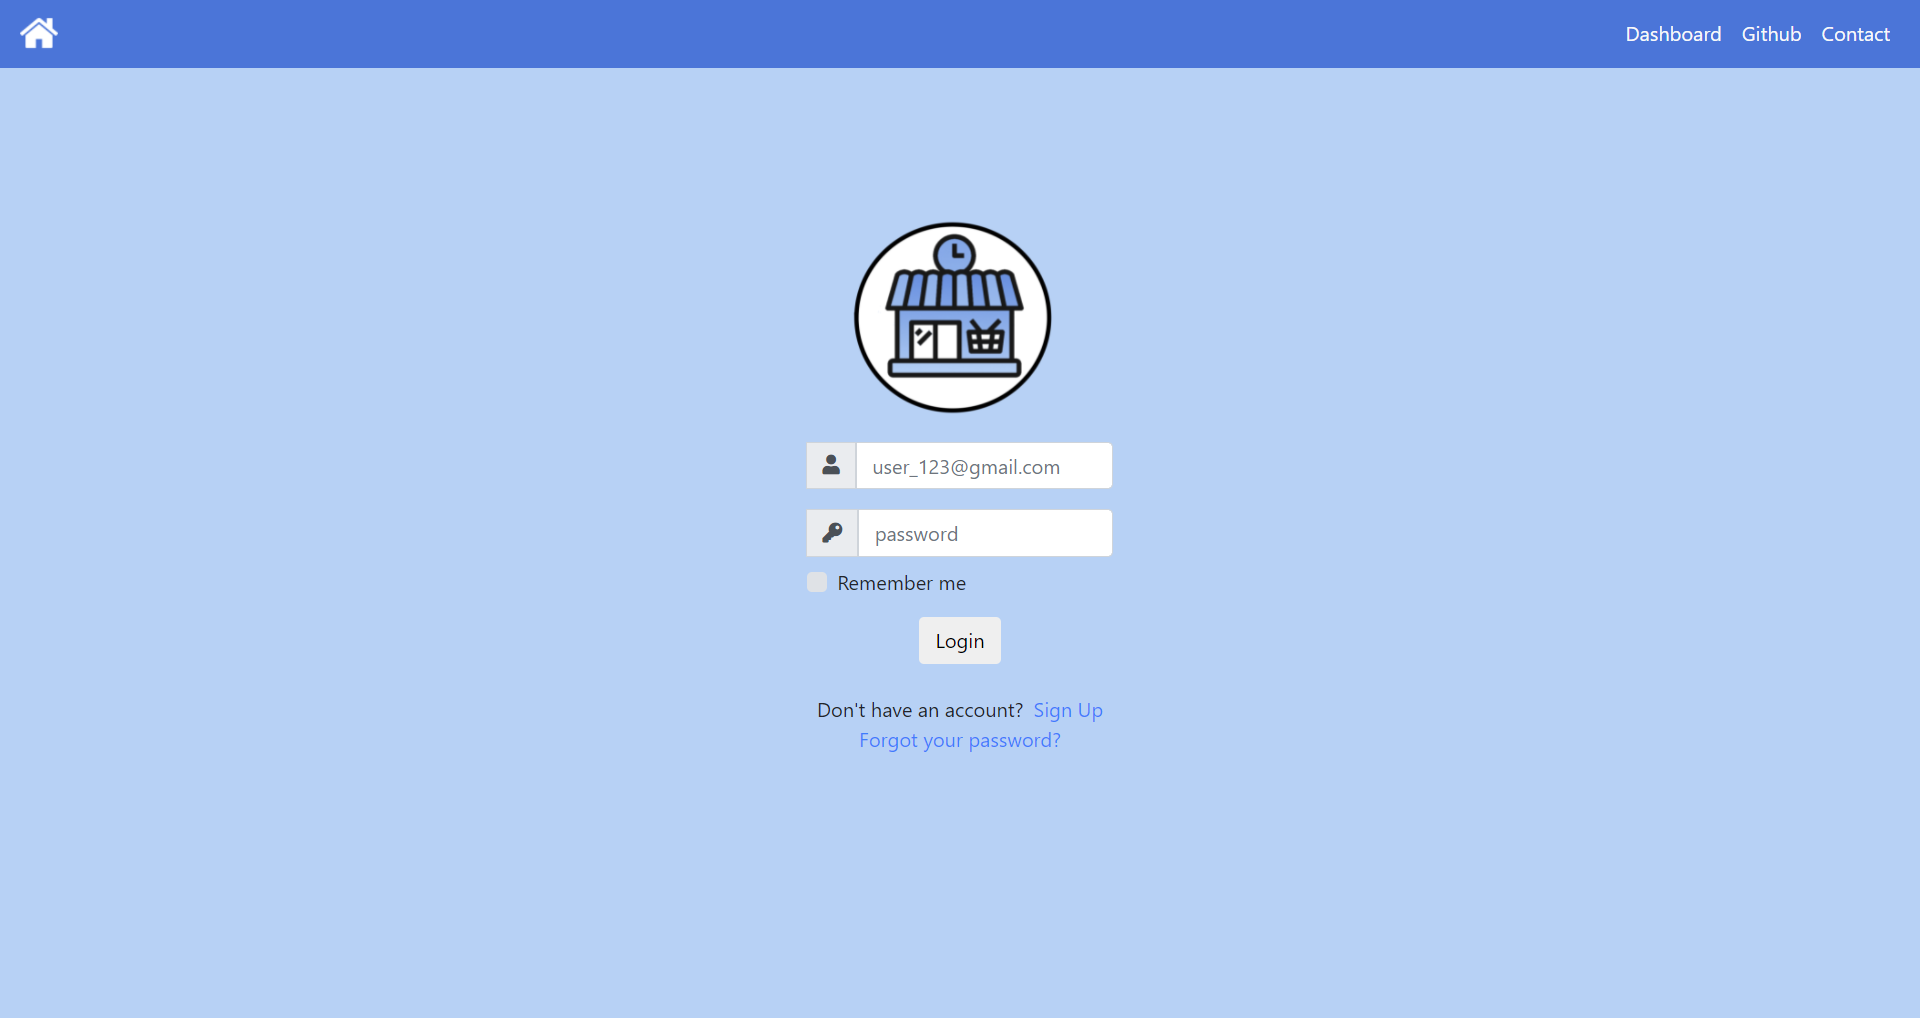 Dashboard Github Contact
user_123@gmail.com
password
Remember me
Login
Don't have an account? Sign Up
Forgot your password?